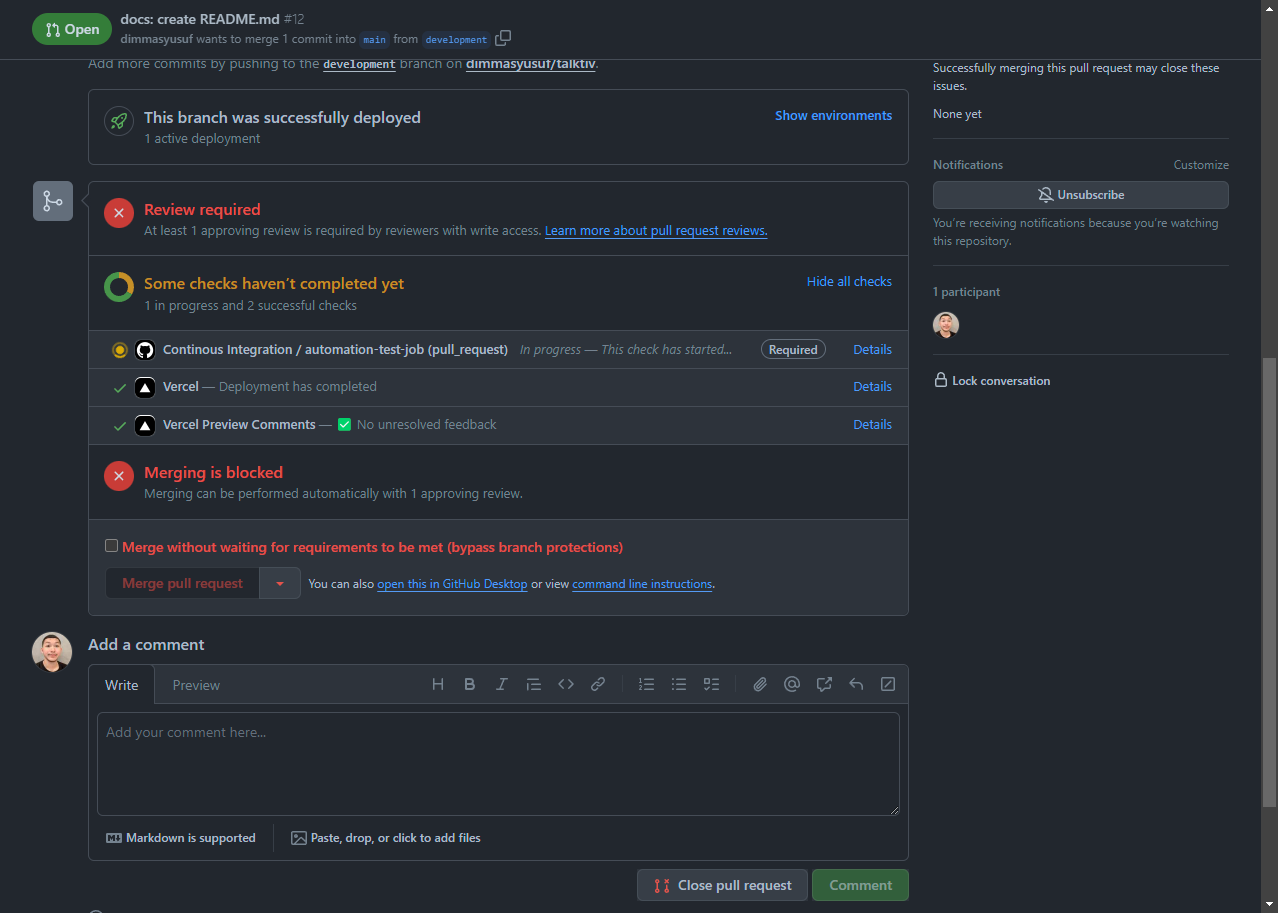 Open
docs: create README.md #12
dimmasyusuf wants to merge 1 commit into main from development
Add more commits by pushing to the development branch on dimmasyusuf/talktiv.
This branch was successfully deployed
1 active deployment
Show environments
Review required
At least 1 approving review is required by reviewers with write access. Learn more about pull request reviews.
Some checks haven't completed yet
1 in progress and 2 successful checks
Hide all checks
Continous Integration / automation-test-job (pull_request) In progress — This check has started... Required Details
Vercel — Deployment has completed Details
Vercel Preview Comments — ✅ No unresolved feedback Details
Merging is blocked
Merging can be performed automatically with 1 approving review.
Merge without waiting for requirements to be met (bypass branch protections)
Merge pull request
You can also open this in GitHub Desktop or view command line instructions.
Add a comment
Write Preview
Add your comment here...
Markdown is supported
Paste, drop, or click to add files
Close pull request
Comment
Successfully merging this pull request may close these
issues.
None yet
Notifications Customize
Unsubscribe
You're receiving notifications because you're watching
this repository.
1 participant
Lock conversation